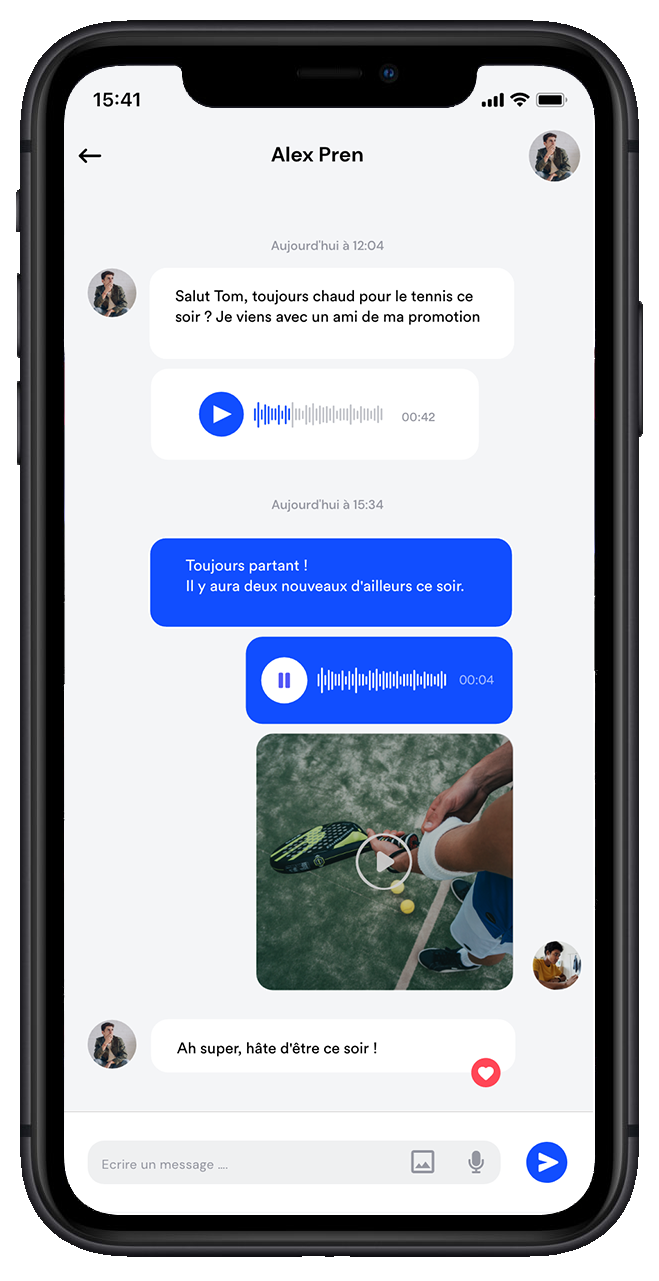 15:41
Alex Pren
Aujourd'hui à 12:04
Salut Tom, toujours chaud pour le tennis ce
soir ? Je viens avec un ami de ma promotion
00:42
Aujourd'hui à 15:34
Toujours partant !
Il y aura deux nouveaux d'ailleurs ce soir.
00:04
Ah super, hâte d'être ce soir !
Ecrire un message ....